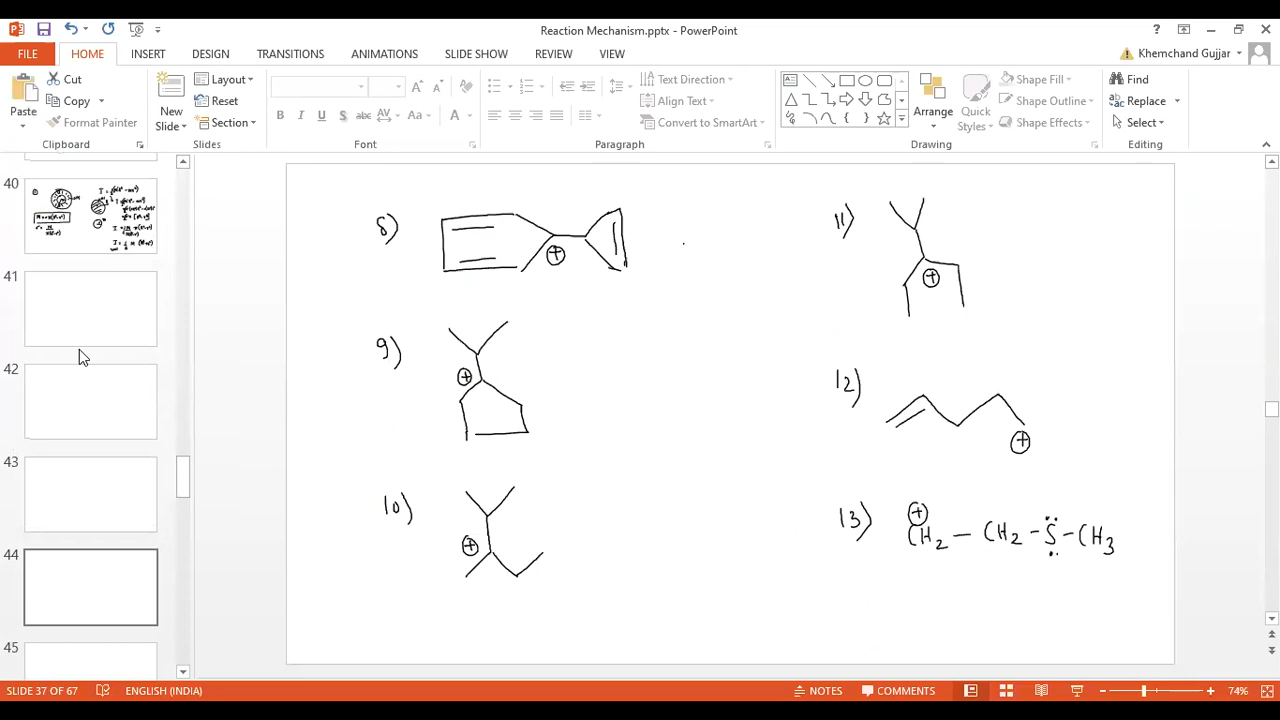 Reaction Mechanism.pptx - PowerPoint
FILE HOME INSERT DESIGN TRANSITIONS ANIMATIONS SLIDE SHOW REVIEW VIEW
Khemchand Gujjar
Paste
Cut
Copy
Format Painter
Clipboard
New Slide
Layout
Reset
Section
Slides
B I U S abc AV Aa A
Font
Text Direction
Align Text
Convert to SmartArt
Paragraph
Arrange
Quick Styles
Shape Fill
Shape Outline
Shape Effects
Drawing
Find
Replace
Select
Editing
40
41
42
43
44
45
8) +
9) +
10) +
11) +
12) +
13) +
CH2 - CH2 - S - CH3
SLIDE 37 OF 67 ENGLISH (INDIA) NOTES COMMENTS 74%